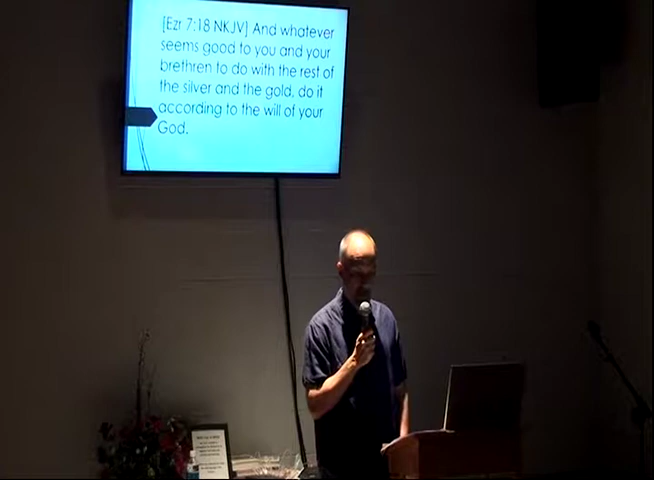 [Ezr 7:18 NKJV] And whatever
seems good to you and your
brethren to do with the rest of
the silver and the gold, do it
according to the will of your
God.